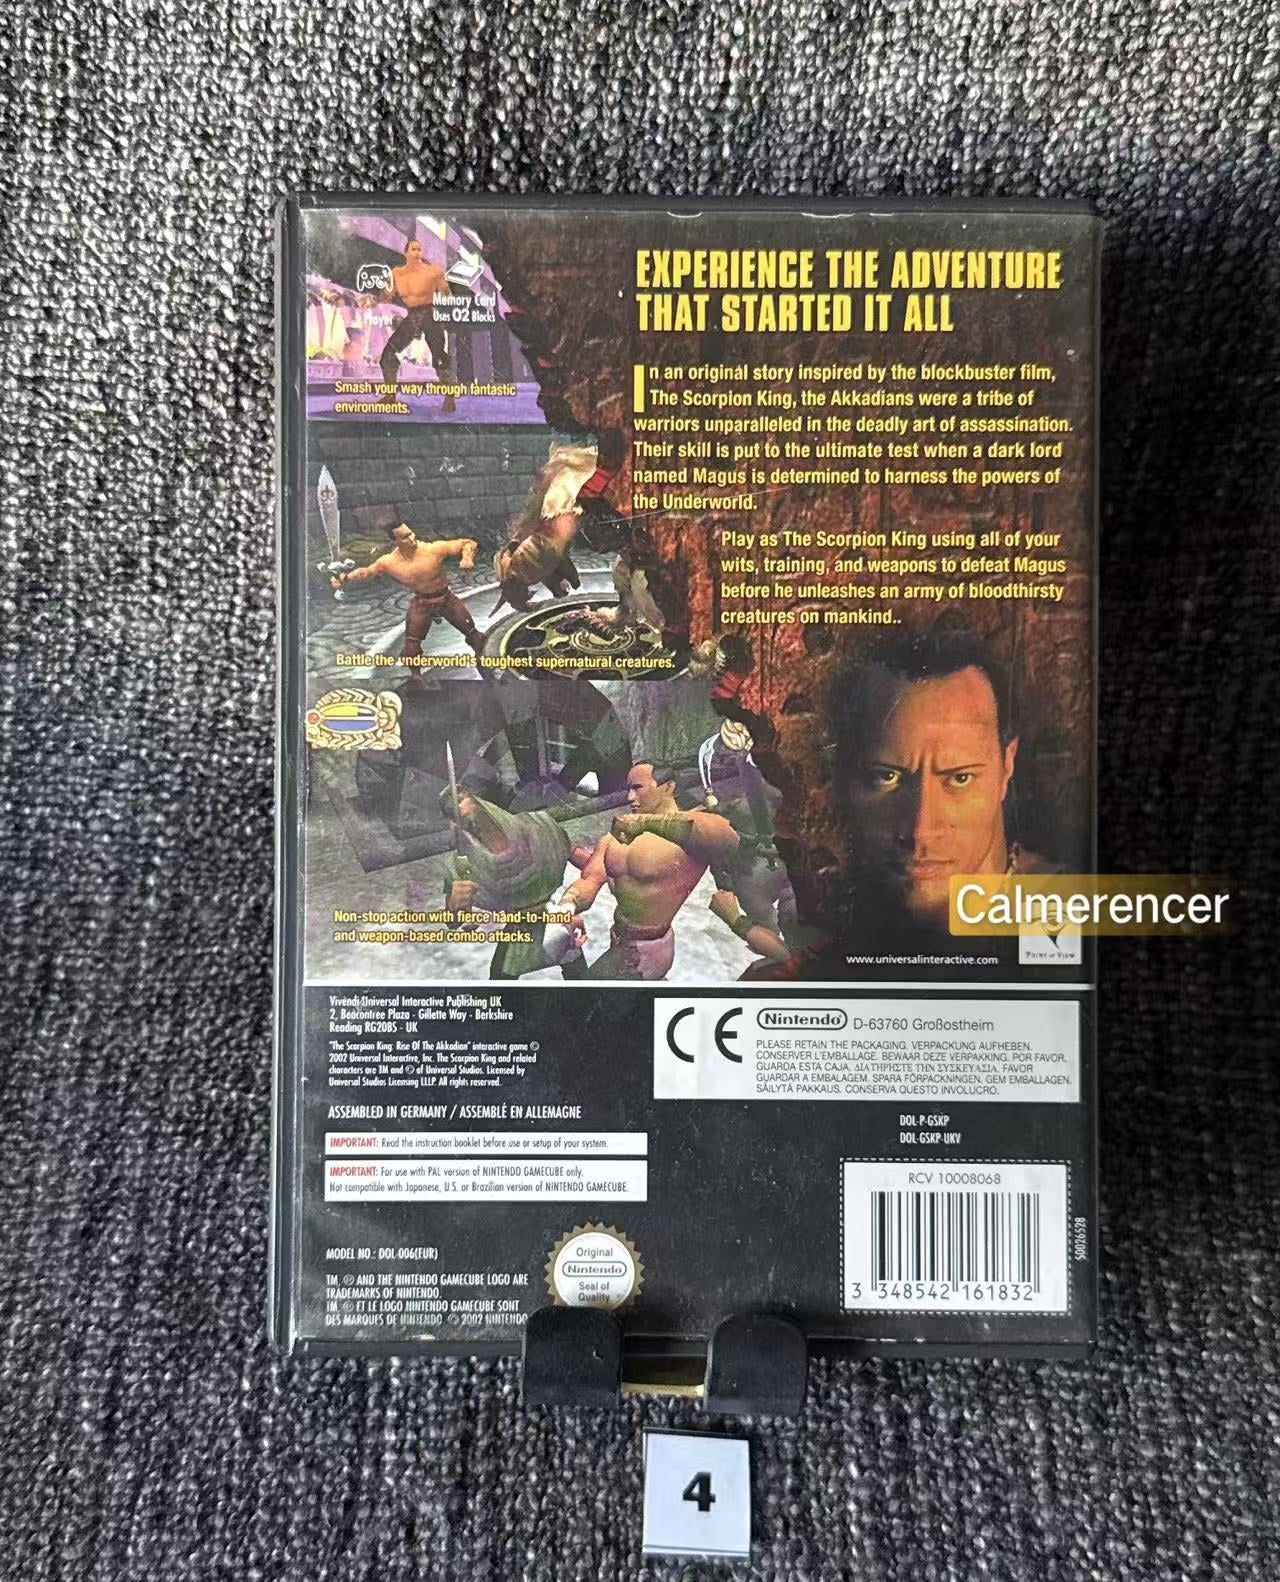 EXPERIENCE THE ADVENTURE
THAT STARTED IT ALL
Player
Memory Card
Uses 02 Blocks
Smash your way through fantastic
environments.
In an original story inspired by the blockbuster film,
The Scorpion King, the Akkadians were a tribe of
warriors unparalleled in the deadly art of assassination.
Their skill is put to the ultimate test when a dark lord
named Magus is determined to harness the powers of
the Underworld.
Play as The Scorpion King using all of your
wits, training, and weapons to defeat Magus
before he unleashes an army of bloodthirsty
creatures on mankind..
Battle the underworld's toughest supernatural creatures.
Non-stop action with fierce hand-to-hand
and weapon-based combo attacks.
Calmerencer
www.universalinteractive.com
POINT OF VIEW
Vivendi Universal Interactive Publishing UK
2, Beacontree Plaza - Gillette Way - Berkshire
Reading RG20BS - UK
"The Scorpion King: Rise Of The Akkadian" interactive game ©
2002 Universal Interactive, Inc. The Scorpion King and related
characters are TM and © of Universal Studios. Licensed by
Universal Studios Licensing LLLP. All rights reserved.
ASSEMBLED IN GERMANY / ASSEMBLÉ EN ALLEMAGNE
IMPORTANT: Read the instruction booklet before use or setup of your system.
IMPORTANT: For use with PAL version of NINTENDO GAMECUBE only.
Not compatible with Japanese, U.S. or Brazilian version of NINTENDO GAMECUBE.
MODEL NO.: DOL-006(EUR)
TM, ® AND THE NINTENDO GAMECUBE LOGO ARE
TRADEMARKS OF NINTENDO.
TM, ® ET LE LOGO NINTENDO GAMECUBE SONT
DES MARQUES DE NINTENDO. © 2002 NINTENDO
Original
Nintendo
Seal of
Quality
CE
Nintendo D-63760 Großostheim
PLEASE RETAIN THE PACKAGING. VERPACKUNG AUFHEBEN.
CONSERVER L'EMBALLAGE. BEWAAR DEZE VERPAKKING. POR FAVOR,
GUARDA ESTA CAJA. ΔΙΑΤΗΡΗΣΤΕ ΤΗΝ ΣΥΣΚΕΥΑΣΙΑ. FAVOR
GUARDAR A EMBALAGEM. SPARA FÖRPACKNINGEN. GEM EMBALLAGEN.
SÄILYTÄ PAKKAUS. CONSERVA QUESTO INVOLUCRO.
DOL-P-GSKP
DOL-GSKP-UKV
RCV 10008068
3 348542 161832
S0026528
4